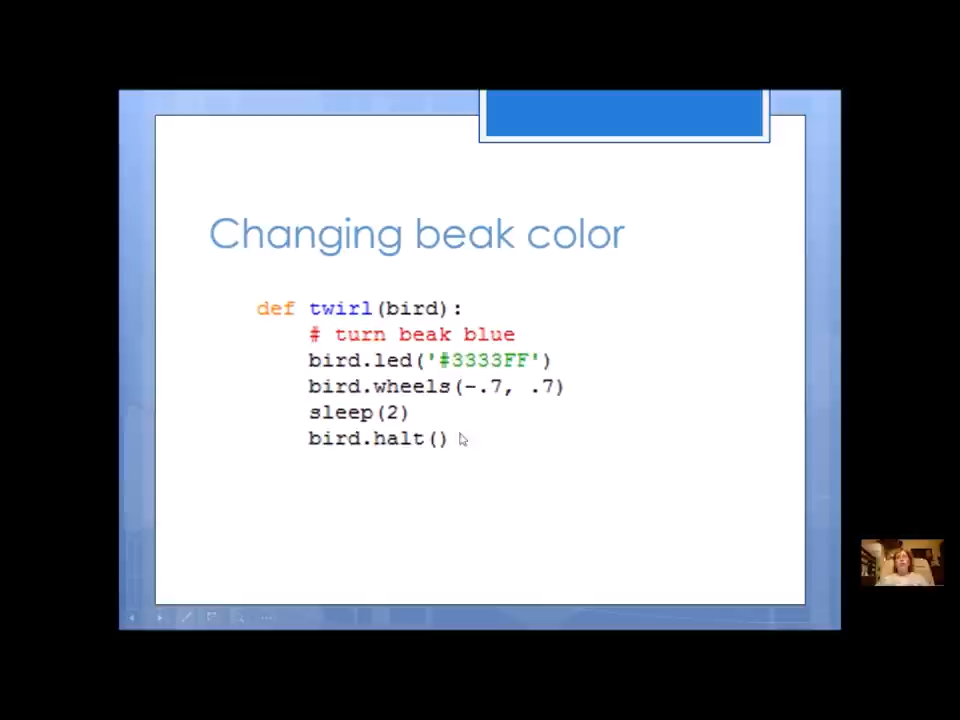 Changing beak color
def twirl(bird):
# turn beak blue
bird.led('#3333FF')
bird.wheels(-.7, .7)
sleep(2)
bird.halt()